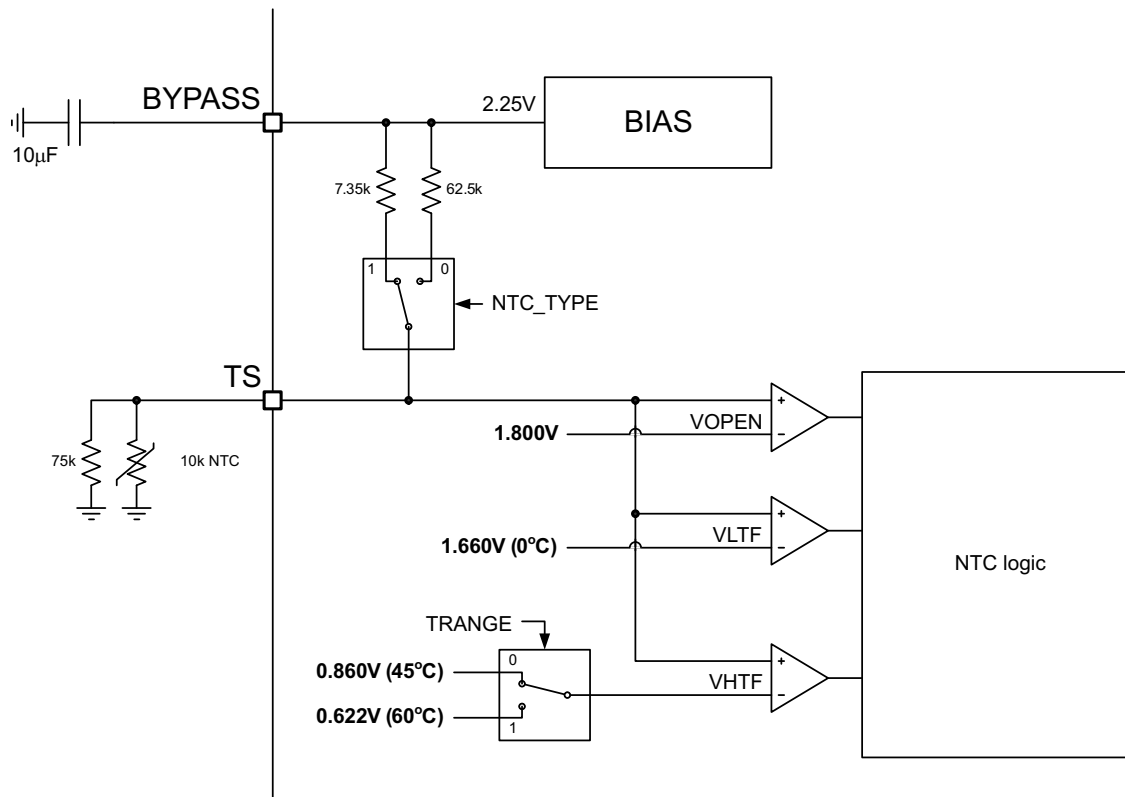 BYPASS
2.25V
BIAS
10μF
7.35k
62.5k
1
0
NTC_TYPE
TS
VOPEN
1.800V
75k
10k NTC
1.660V (0°C)
VLTF
NTC logic
TRANGE
0
0.860V (45°C)
VHTF
0.622V (60°C)
1
+
−
+
−
+
−